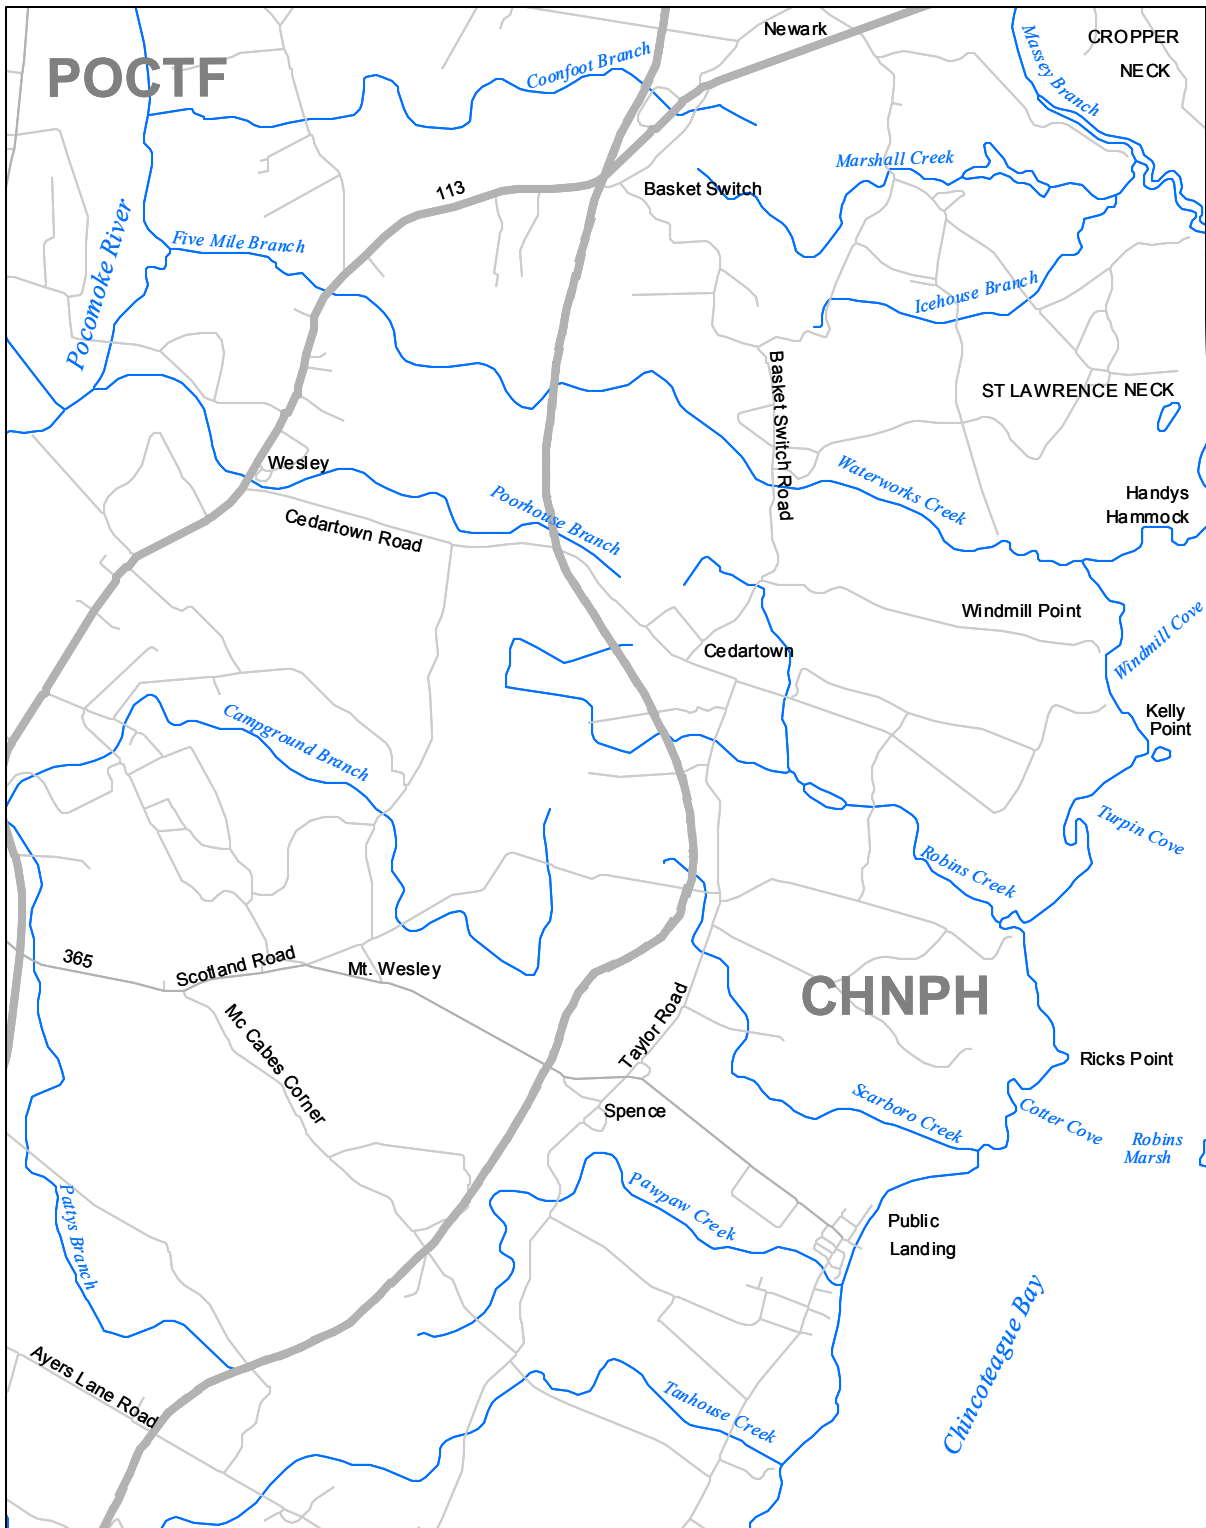 Newark
CROPPER
NECK
POCTF
Coonfoot Branch
Massey Branch
Marshall Creek
113
Basket Switch
Pocomoke River
Five Mile Branch
Icehouse Branch
Basket Switch Road
ST LAWRENCE NECK
Wesley
Waterworks Creek
Poorhouse Branch
Handys
Hammock
Cedartown Road
Windmill Point
Windmill Cove
Cedartown
Kelly
Point
Campground Branch
Turpin Cove
Robins Creek
365
Scotland Road
Mt. Wesley
CHNPH
Mc Cabes Corner
Taylor Road
Ricks Point
Spence
Scarboro Creek
Cotter Cove
Robins
Marsh
Pattys Branch
Pawpaw Creek
Public
Landing
Chincoteague Bay
Ayers Lane Road
Tanhouse Creek